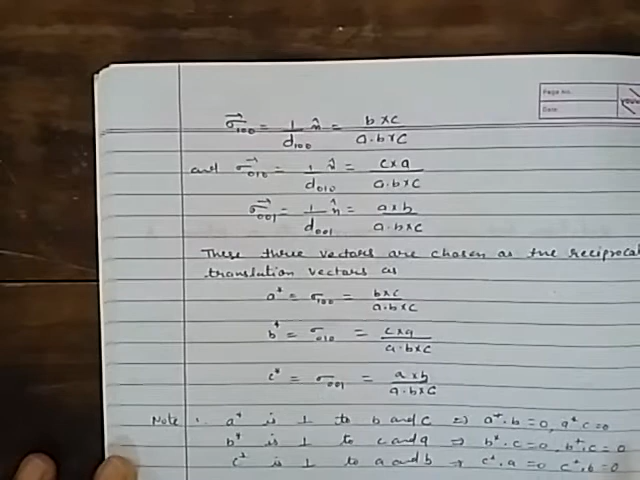 Page No.
Date:
σ⃗₁₀₀ = 1/d₁₀₀ n̂ = b×c / a·b×c
and σ⃗₀₁₀ = 1/d₀₁₀ n̂ = c×a / a·b×c
σ⃗₀₀₁ = 1/d₀₀₁ n̂ = a×b / a·b×c
These three vectors are chosen as the reciprocal
translation vectors as
a* = σ₁₀₀ = b×c / a·b×c
b* = σ₀₁₀ = c×a / a·b×c
c* = σ₀₀₁ = a×b / a·b×c
Note :. a* is ⊥ to b and c ⇒ a*·b = 0, a* c = 0
b* is ⊥ to c and a ⇒ b*·c = 0, b*·c = 0
c* is ⊥ to a and b → c*·a = 0 c*·b = 0